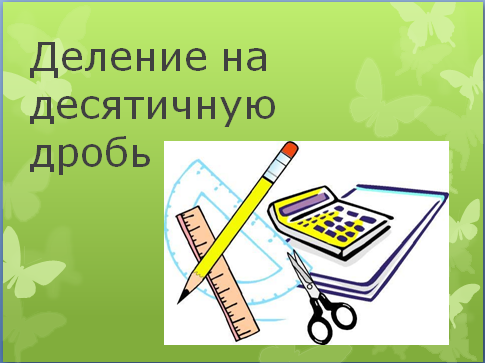 Деление на
десятичную
дробь